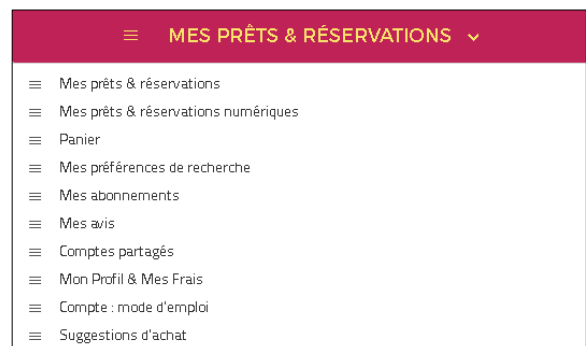 MES PRÊTS & RÉSERVATIONS
Mes prêts & réservations
Mes prêts & réservations numériques
Panier
Mes préférences de recherche
Mes abonnements
Mes avis
Comptes partagés
Mon Profil & Mes Frais
Compte : mode d'emploi
Suggestions d'achat